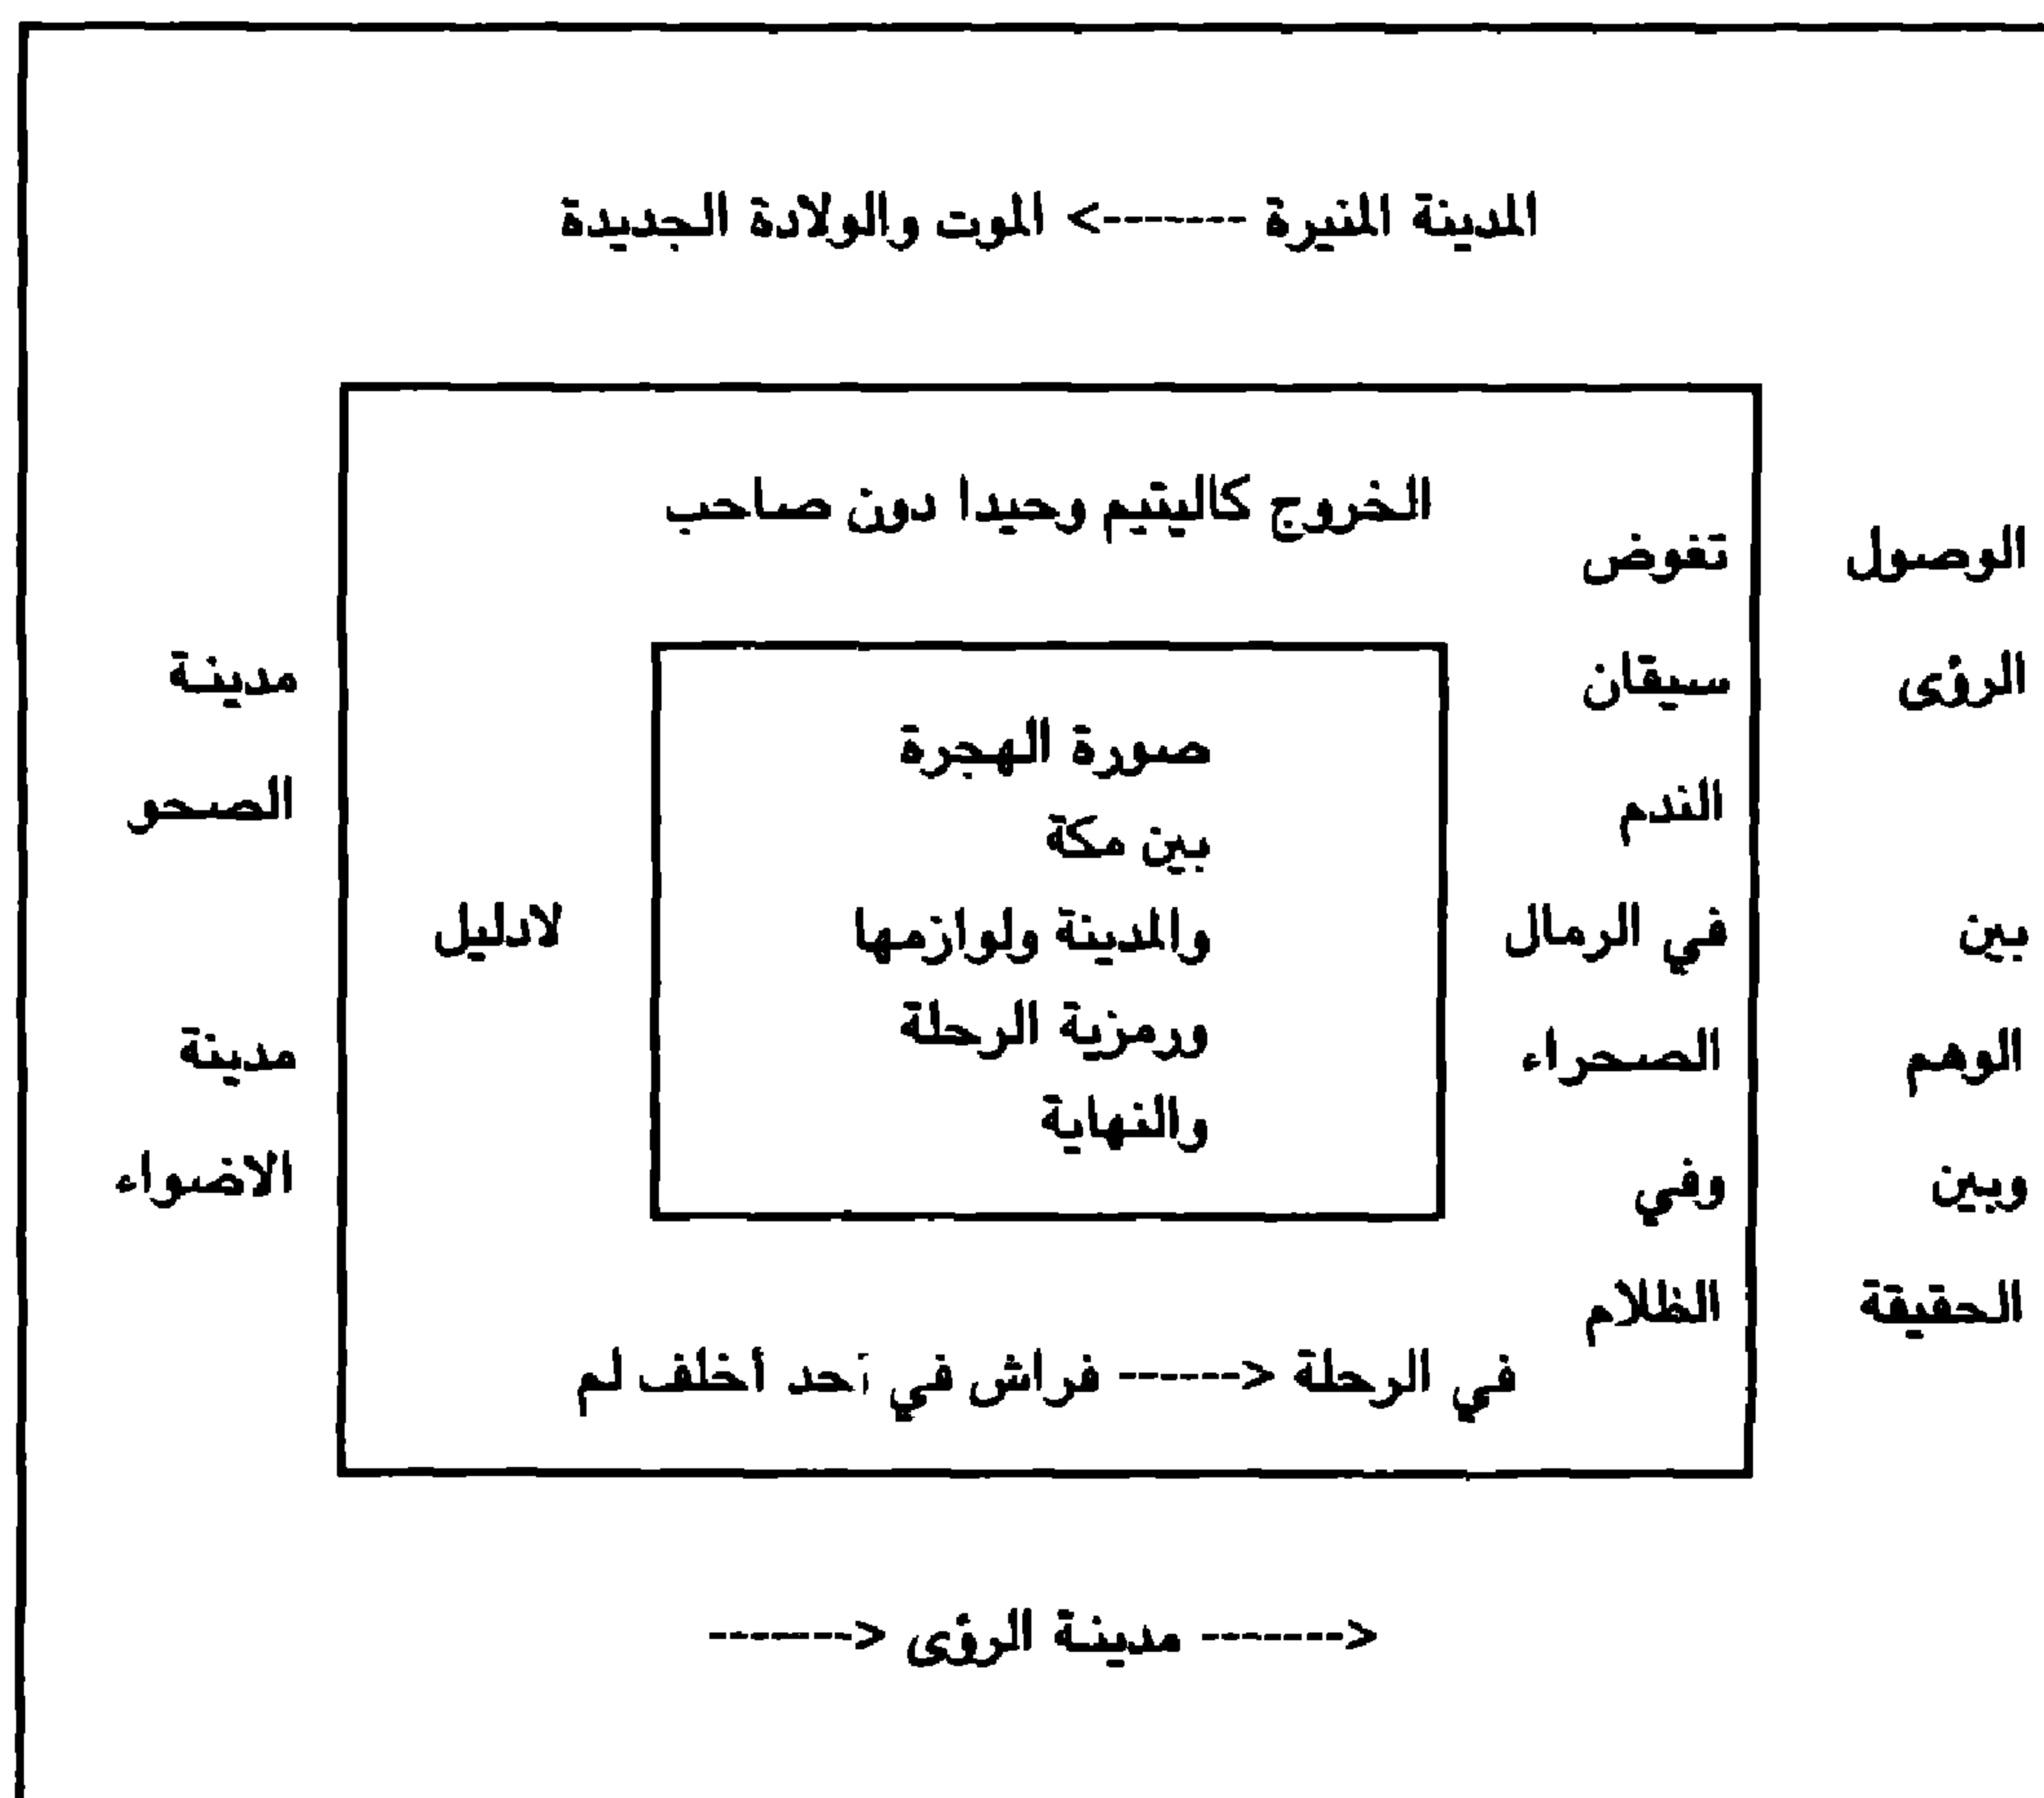 المدينة المنيرة -------> الموت والولادة الجديدة
الوصول
الرؤى
بين
الوهم
وبين
الحقيقة
الخروج كاليتيم وحيدا دون صاحب
تغوض
سيقان
الندم
في الرمال
الصحراء
وفي
الظلام
صورة الهجرة
بين مكة
والمدينة ولوازمها
ورمزية الرحلة
والنهاية
لادليل
في الرحلة <------ فراش في آحد أخلف لم
مدينة
الصحو
مدينة
الاضواء
<------- مدينة الرؤى <-------